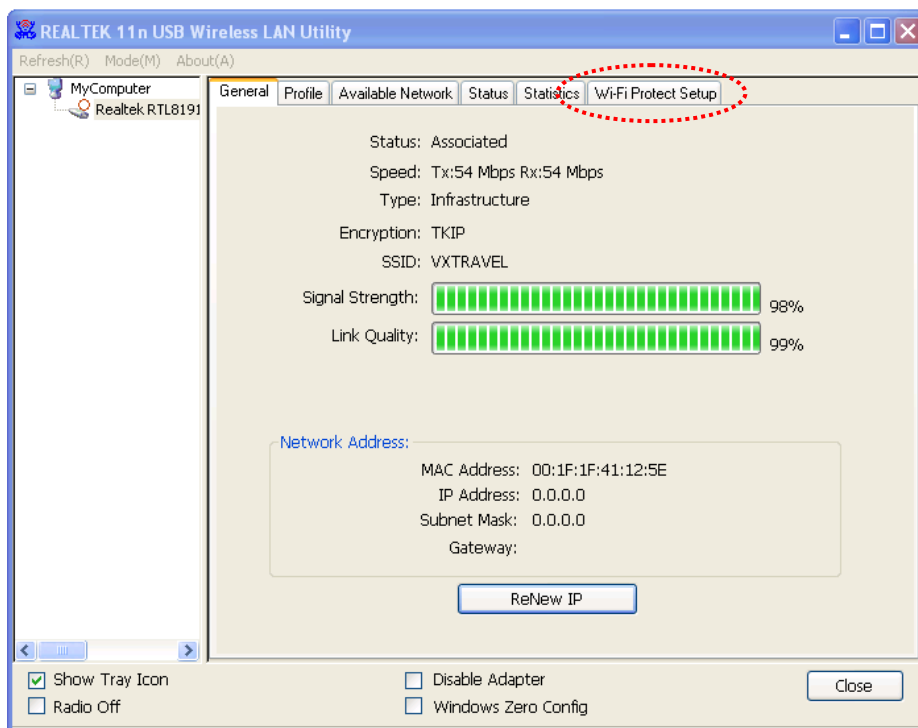 REALTEK 11n USB Wireless LAN Utility
Refresh(R) Mode(M) About(A)
MyComputer
Realtek RTL8191
General Profile Available Network Status Statistics Wi-Fi Protect Setup
Status: Associated
Speed: Tx:54 Mbps Rx:54 Mbps
Type: Infrastructure
Encryption: TKIP
SSID: VXTRAVEL
Signal Strength: 98%
Link Quality: 99%
Network Address:
MAC Address: 00:1F:1F:41:12:5E
IP Address: 0.0.0.0
Subnet Mask: 0.0.0.0
Gateway:
ReNew IP
Show Tray Icon
Radio Off
Disable Adapter
Windows Zero Config
Close